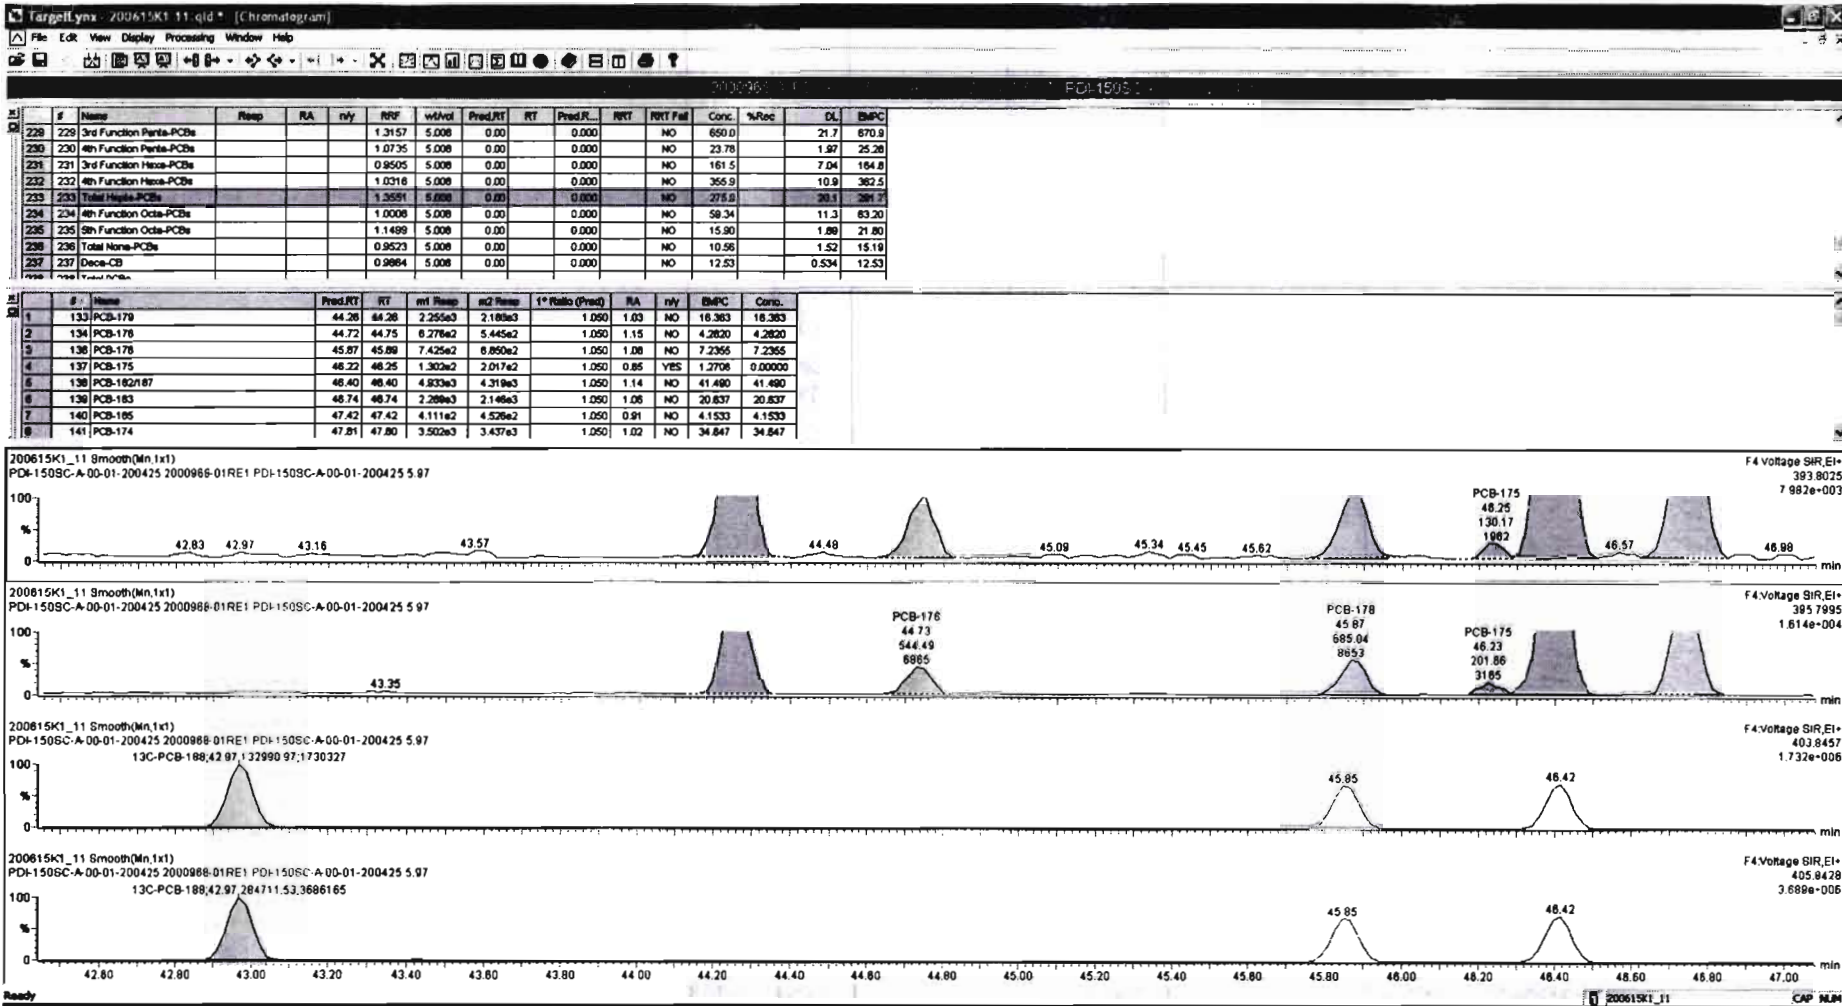 TargetLynx - 200615K1_11.qld * - [Chromatogram]
File Edit View Display Processing Window Help
# Name Resp RA n/y RRF wt/vol Pred.RT RT Pred.R... RRT RRT Fail Conc. %Rec DL EMPC
229 229 3rd Function Penta-PCBs 1.3157 5.008 0.00 0.000 NO 650.0 21.7 670.9
230 230 4th Function Penta-PCBs 1.0735 5.008 0.00 0.000 NO 23.78 1.97 25.26
231 231 3rd Function Hexa-PCBs 0.9505 5.008 0.00 0.000 NO 161.5 7.04 164.8
232 232 4th Function Hexa-PCBs 1.0316 5.008 0.00 0.000 NO 355.9 10.9 362.5
233 233 Total Hepta-PCBs 1.3551 5.008 0.00 0.000 NO 275.9 20.1
234 234 4th Function Octa-PCBs 1.0006 5.008 0.00 0.000 NO 59.34 11.3 63.20
235 235 5th Function Octa-PCBs 1.1499 5.008 0.00 0.000 NO 15.90 1.89 21.80
236 236 Total Nona-PCBs 0.9523 5.008 0.00 0.000 NO 10.56 1.52 15.19
237 237 Deca-CB 0.9864 5.008 0.00 0.000 NO 12.53 0.534 12.53
# Name Pred.RT RT m1 Resp m2 Resp 1° Ratio (Pred) RA n/y EMPC Conc.
1 133 PCB-179 44.26 44.26 2.255e3 2.188e3 1.050 1.03 NO 16.363 16.363
2 134 PCB-176 44.72 44.75 6.276e2 5.445e2 1.050 1.15 NO 4.2820 4.2820
3 136 PCB-178 45.87 45.89 7.425e2 6.850e2 1.050 1.08 NO 7.2355 7.2355
4 137 PCB-175 46.22 46.25 1.302e2 2.017e2 1.050 0.65 YES 1.2706 0.00000
5 138 PCB-182/187 46.40 46.40 4.933e3 4.319e3 1.050 1.14 NO 41.490 41.490
6 139 PCB-183 46.74 46.74 2.269e3 2.146e3 1.050 1.06 NO 20.837 20.837
7 140 PCB-185 47.42 47.42 4.111e2 4.526e2 1.050 0.91 NO 4.1533 4.1533
8 141 PCB-174 47.81 47.80 3.502e3 3.437e3 1.050 1.02 NO 34.847 34.847
200615K1_11 Smooth(Mn,1x1)
PDI-150SC-A-00-01-200425 2000968-01RE1 PDI-150SC-A-00-01-200425 5.97
F4:Voltage SIR,EI+
393.8025
7.982e+003
100
%
0
42.83 42.97 43.16 43.57 44.48 45.09 45.34 45.45 45.62 46.57 46.98
PCB-175
46.25
130.17
1962
min
200615K1_11 Smooth(Mn,1x1)
PDI-150SC-A-00-01-200425 2000968-01RE1 PDI-150SC-A-00-01-200425 5.97
F4:Voltage SIR,EI+
395.7995
1.614e+004
100
%
0
43.35
PCB-176
44.73
544.49
6865
PCB-178
45.87
685.04
8653
PCB-175
46.23
201.66
3165
min
200615K1_11 Smooth(Mn,1x1)
PDI-150SC-A-00-01-200425 2000968-01RE1 PDI-150SC-A-00-01-200425 5.97
F4:Voltage SIR,EI+
403.8457
1.732e+006
13C-PCB-188;42.97;132990.97;1730327
100
%
0
45.85 46.42
min
200615K1_11 Smooth(Mn,1x1)
PDI-150SC-A-00-01-200425 2000968-01RE1 PDI-150SC-A-00-01-200425 5.97
F4:Voltage SIR,EI+
405.8428
3.689e+006
13C-PCB-188;42.97;284711.53;3686165
100
%
0
45.85 46.42
min
42.60 42.80 43.00 43.20 43.40 43.60 43.80 44.00 44.20 44.40 44.60 44.80 45.00 45.20 45.40 45.60 45.80 46.00 46.20 46.40 46.60 46.80 47.00
Ready
200615K1_11 CAP NUM